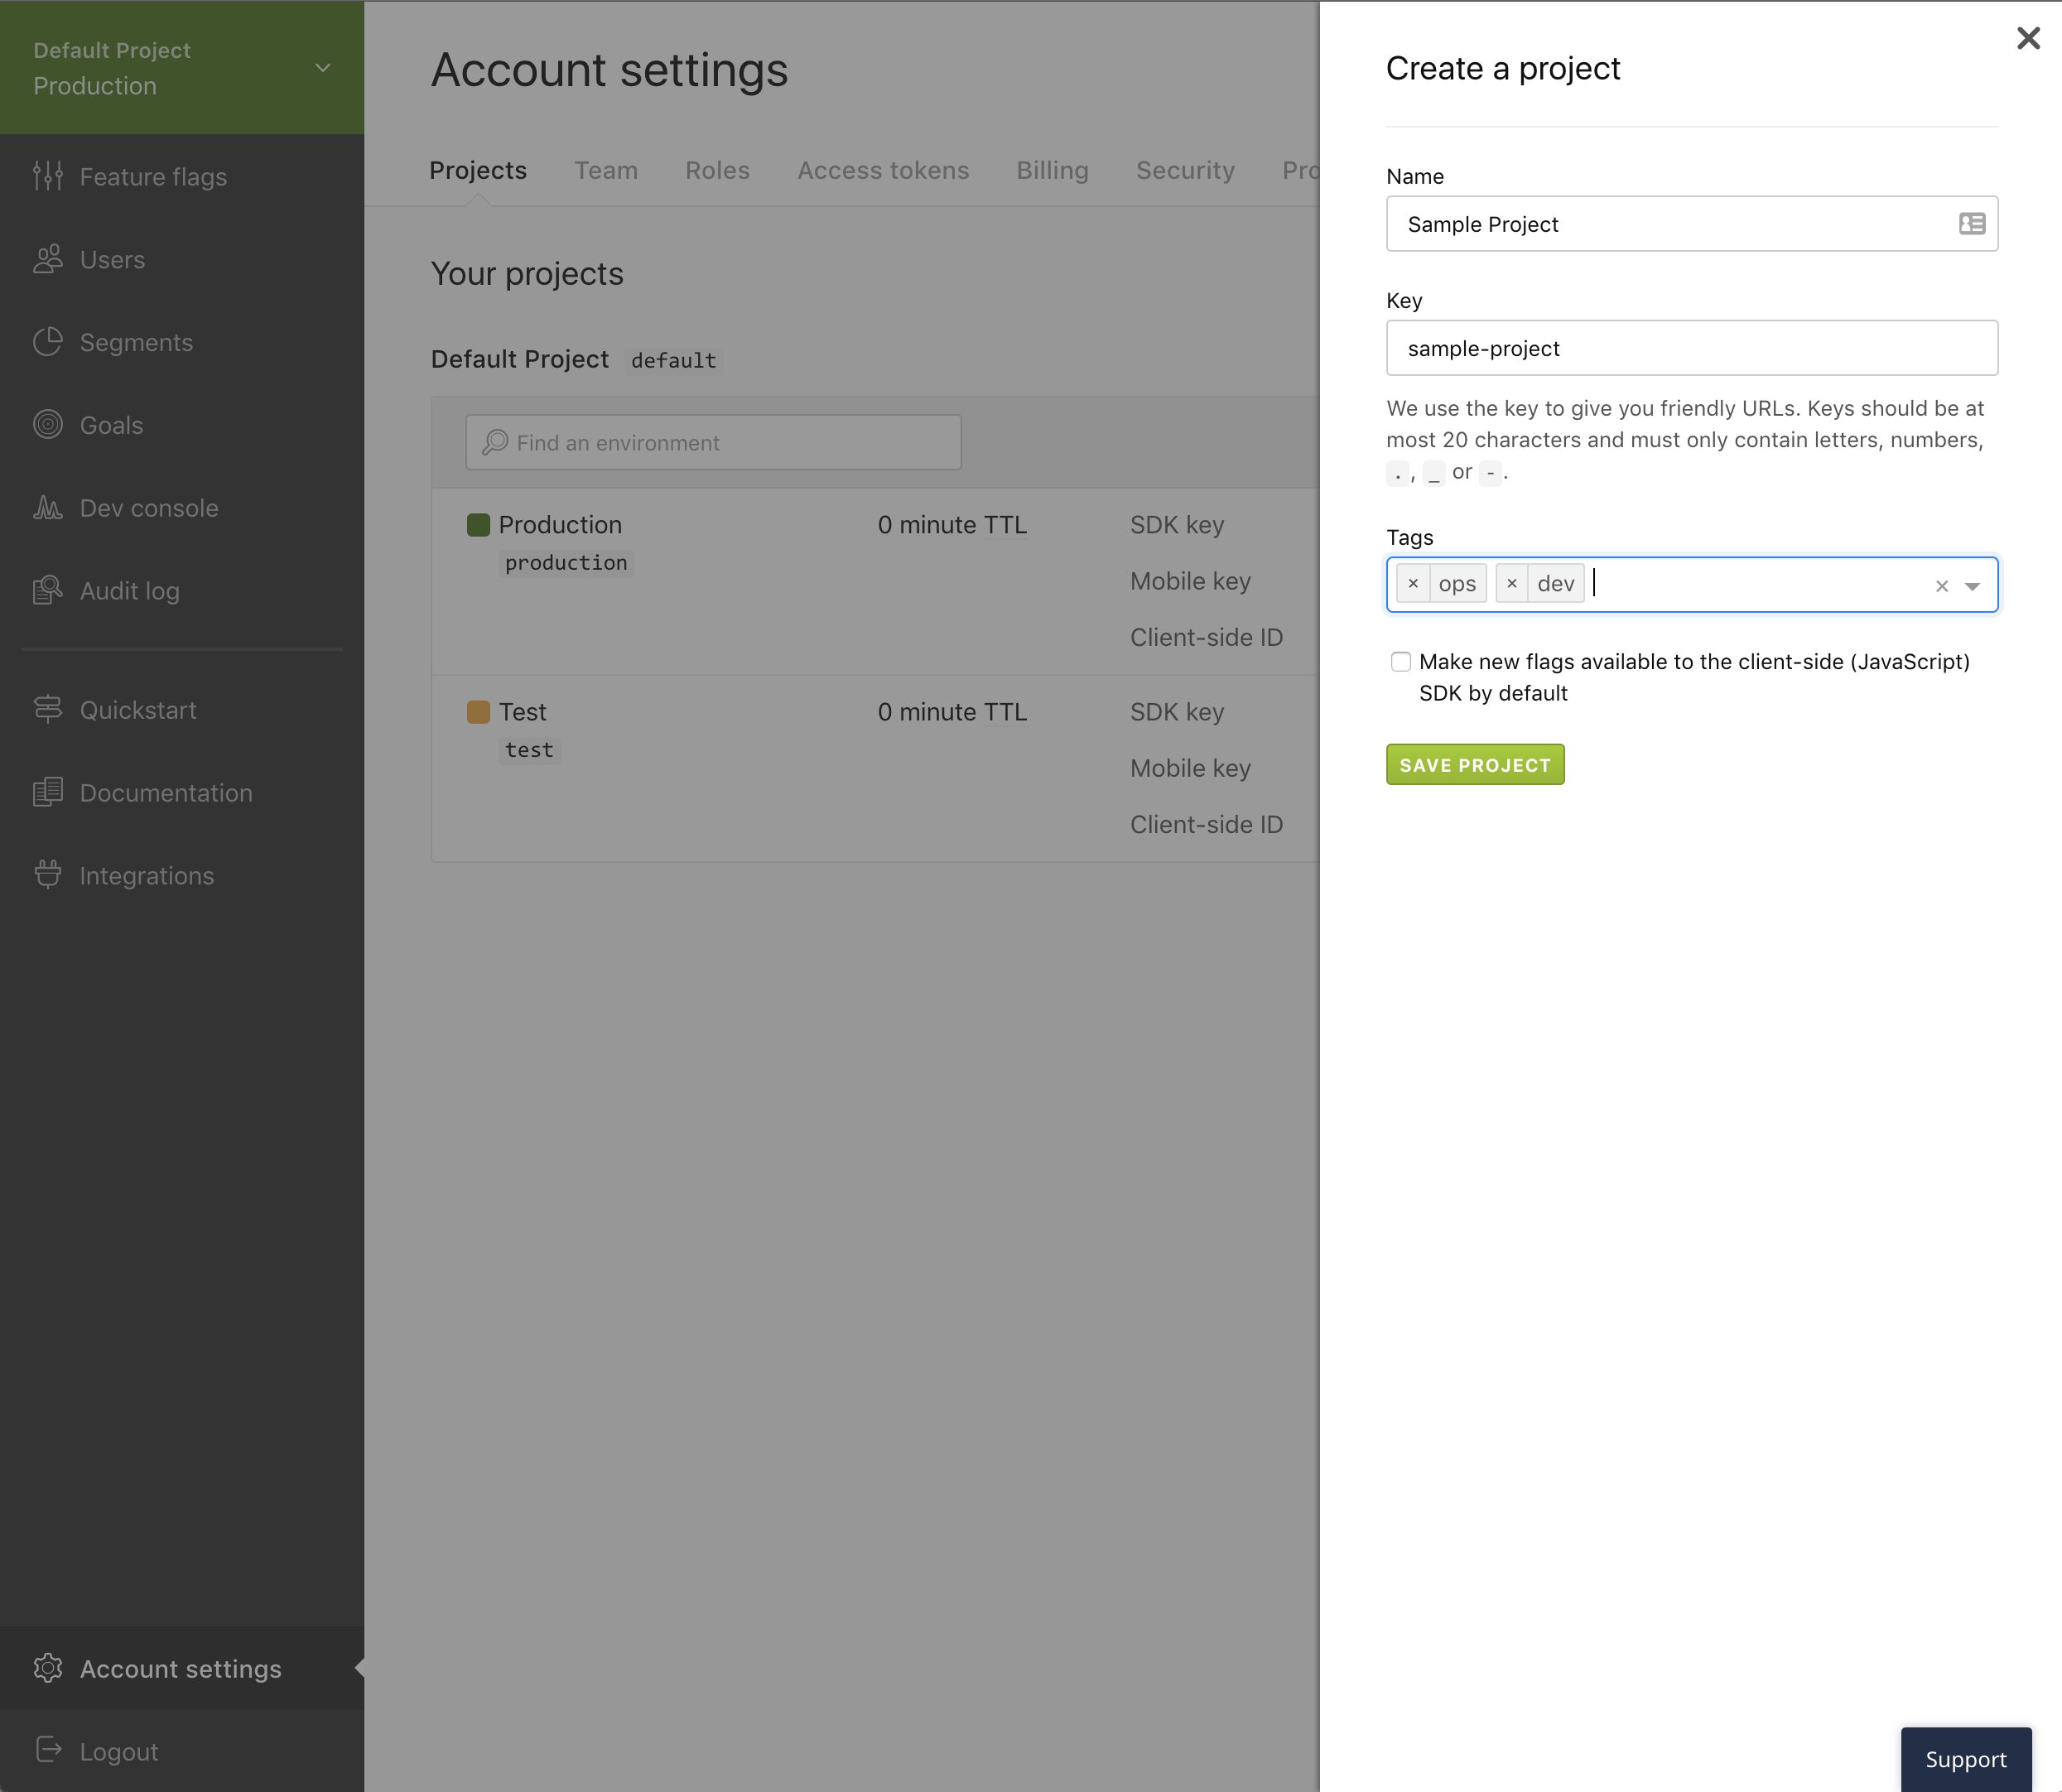 Default Project
Production
Feature flags
Users
Segments
Goals
Dev console
Audit log
Quickstart
Documentation
Integrations
Account settings
Logout
Account settings
Projects Team Roles Access tokens Billing Security Pro
Your projects
Default Project default
Find an environment
Production 0 minute TTL SDK key
production
Mobile key
Client-side ID
Test 0 minute TTL SDK key
test
Mobile key
Client-side ID
Create a project
Name
Sample Project
Key
sample-project
We use the key to give you friendly URLs. Keys should be at
most 20 characters and must only contain letters, numbers,
., _ or -.
Tags
× ops × dev
Make new flags available to the client-side (JavaScript)
SDK by default
SAVE PROJECT
Support